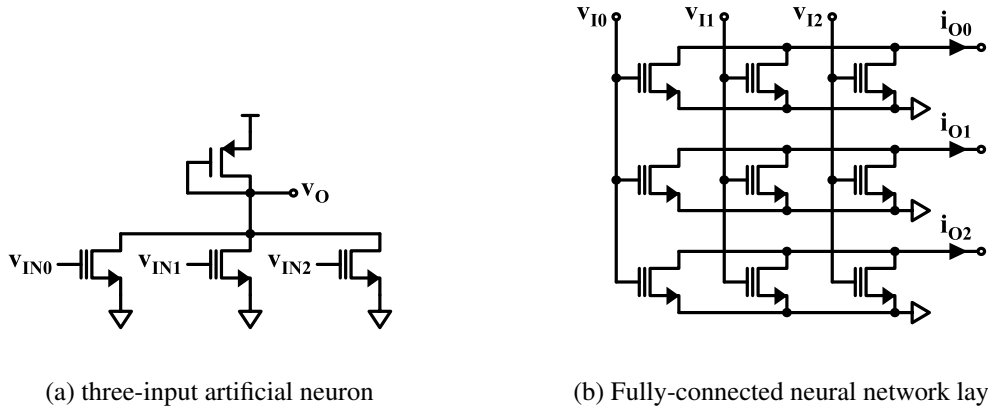 v_I0 v_I1 v_I2 i_O0
v_O
v_IN0 v_IN1 v_IN2
i_O1
i_O2
(a) three-input artificial neuron
(b) Fully-connected neural network lay